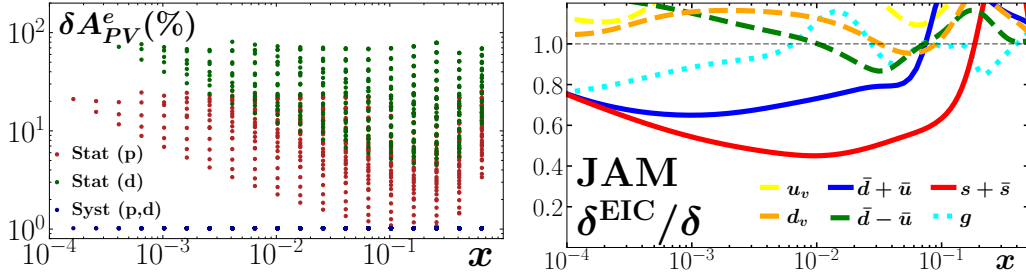 δA^e_PV(%)
10^2
10^1
10^0
Stat (p)
Stat (d)
Syst (p,d)
10^−4
10^−3
10^−2
10^−1
x
1.0
0.8
0.6
0.4
0.2
JAM
δ^EIC/δ
u_v
d̄ + ū
s + s̄
d_v
d̄ − ū
g
10^−4
10^−3
10^−2
10^−1
x